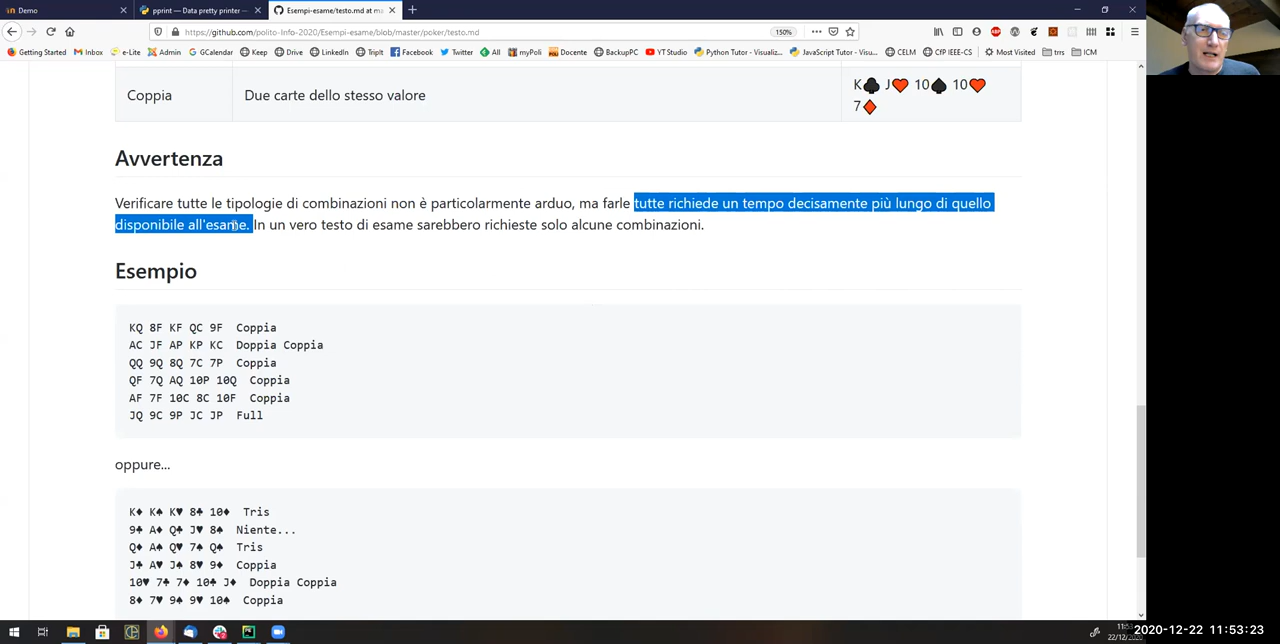 Demo
pprint — Data pretty printer —
Esempi-esame/testo.md at ma
https://github.com/polito-Info-2020/Esempi-esame/blob/master/poker/testo.md
150%
Getting Started Inbox e-Lite Admin GCalendar Keep Drive LinkedIn TripIt Facebook Twitter All myPoli Docente BackupPC YT Studio Python Tutor - Visualiz... JavaScript Tutor - Visu... CELM CfP IEEE-CS Most Visited trrs ICM
Coppia Due carte dello stesso valore K♣ J♥ 10♠ 10♥
7♦
Avvertenza
Verificare tutte le tipologie di combinazioni non è particolarmente arduo, ma farle tutte richiede un tempo decisamente più lungo di quello
disponibile all'esame. In un vero testo di esame sarebbero richieste solo alcune combinazioni.
Esempio
KQ 8F KF QC 9F Coppia
AC JF AP KP KC Doppia Coppia
QQ 9Q 8Q 7C 7P Coppia
QF 7Q AQ 10P 10Q Coppia
AF 7F 10C 8C 10F Coppia
JQ 9C 9P JC JP Full
oppure...
K♦ K♠ K♥ 8♣ 10♦ Tris
9♣ A♦ Q♣ J♥ 8♠ Niente...
Q♦ A♠ Q♥ 7♠ Q♠ Tris
J♣ A♥ J♠ 8♥ 9♦ Coppia
10♥ 7♣ 7♦ 10♣ J♦ Doppia Coppia
8♦ 7♥ 9♠ 9♥ 10♠ Coppia
2020-12-22 11:53:23